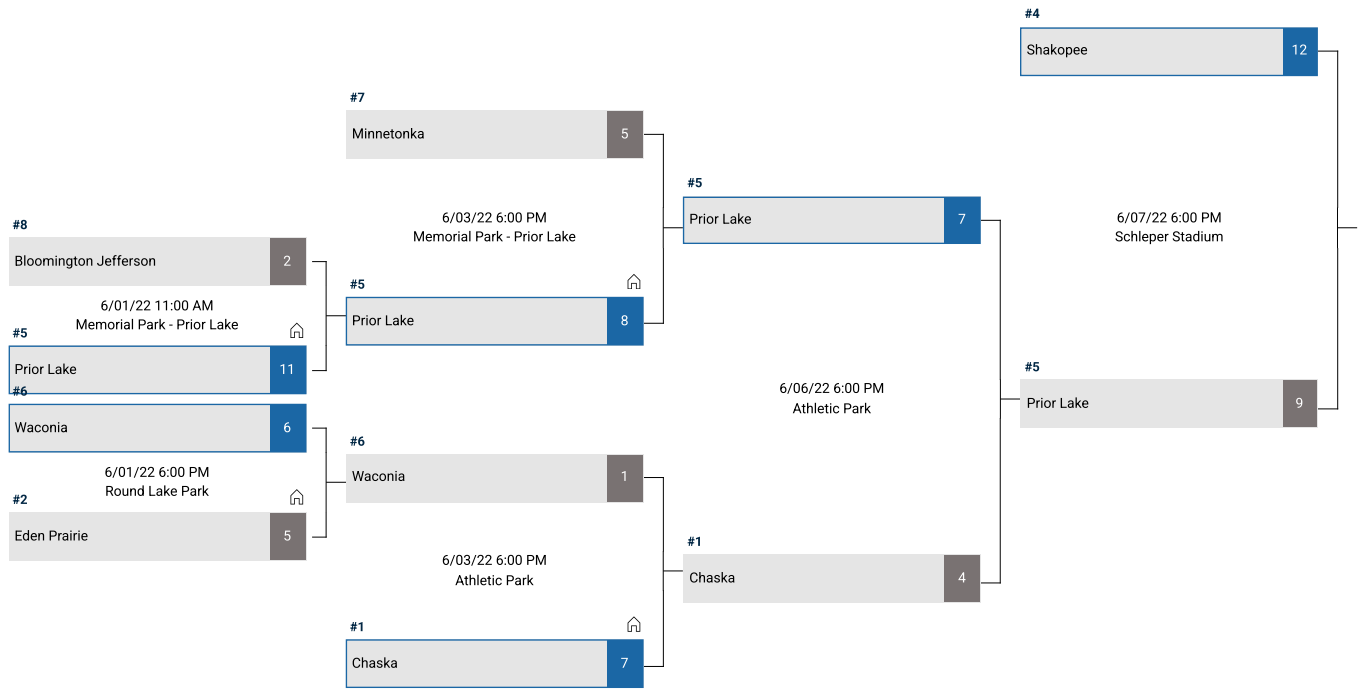 #4
Shakopee 12
#7
Minnetonka 5
#5
Prior Lake 7
6/03/22 6:00 PM
Memorial Park - Prior Lake
6/07/22 6:00 PM
Schleper Stadium
#8
Bloomington Jefferson 2
6/01/22 11:00 AM
Memorial Park - Prior Lake
#5
Prior Lake 8
#5
Prior Lake 11
#5
Prior Lake 9
6/06/22 6:00 PM
Athletic Park
#6
Waconia 6
#6
Waconia 1
6/01/22 6:00 PM
Round Lake Park
#2
Eden Prairie 5
#1
Chaska 4
6/03/22 6:00 PM
Athletic Park
#1
Chaska 7